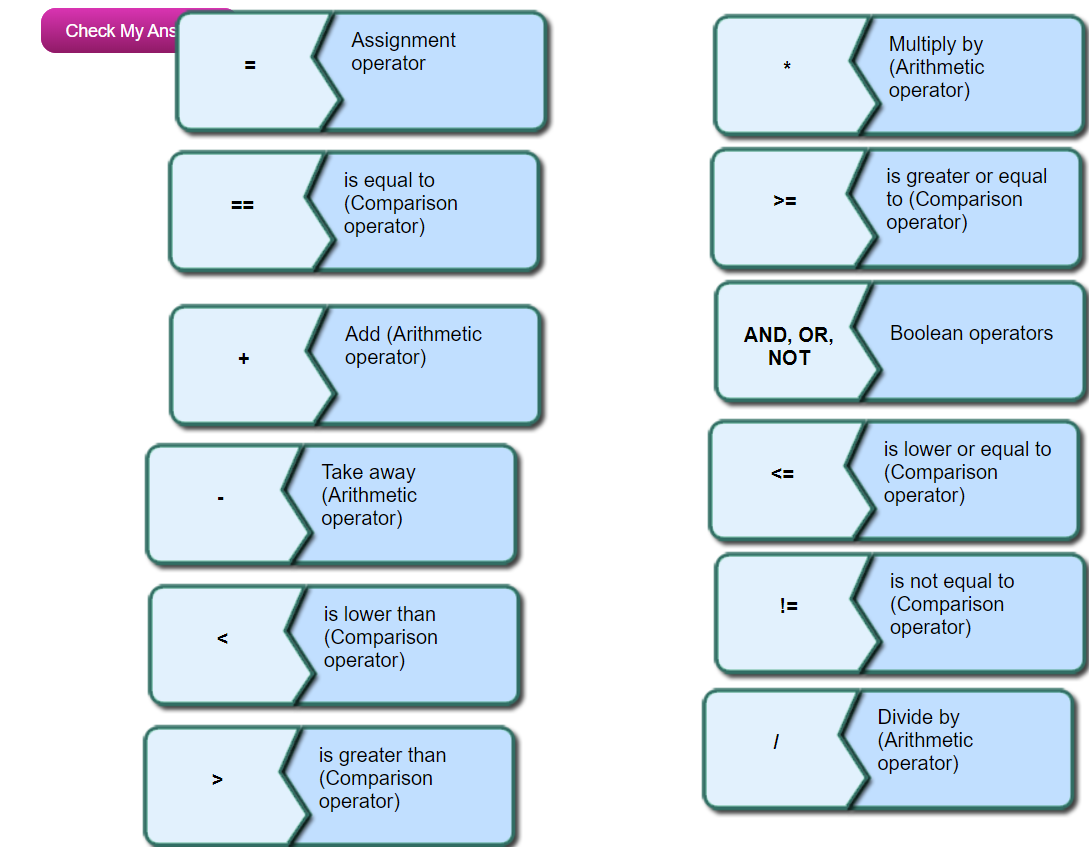 Check My Ans
=
Assignment
operator
==
is equal to
(Comparison
operator)
+
Add (Arithmetic
operator)
-
Take away
(Arithmetic
operator)
<
is lower than
(Comparison
operator)
>
is greater than
(Comparison
operator)
*
Multiply by
(Arithmetic
operator)
>=
is greater or equal
to (Comparison
operator)
AND, OR,
NOT
Boolean operators
<=
is lower or equal to
(Comparison
operator)
!=
is not equal to
(Comparison
operator)
/
Divide by
(Arithmetic
operator)